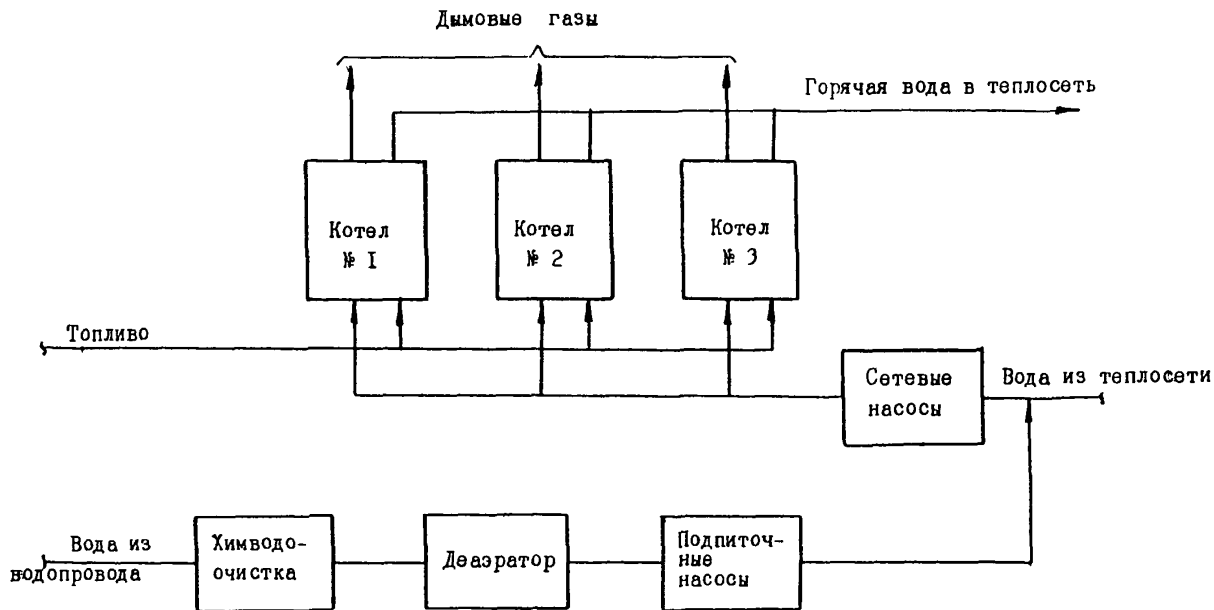 Дымовые газы
Горячая вода в теплосеть
Котел
№ I
Котел
№ 2
Котел
№ 3
Топливо
Сетевые
насосы
Вода из теплосети
Вода из
водопровода
Химводо-
очистка
Деаэратор
Подпиточ-
ные
насосы